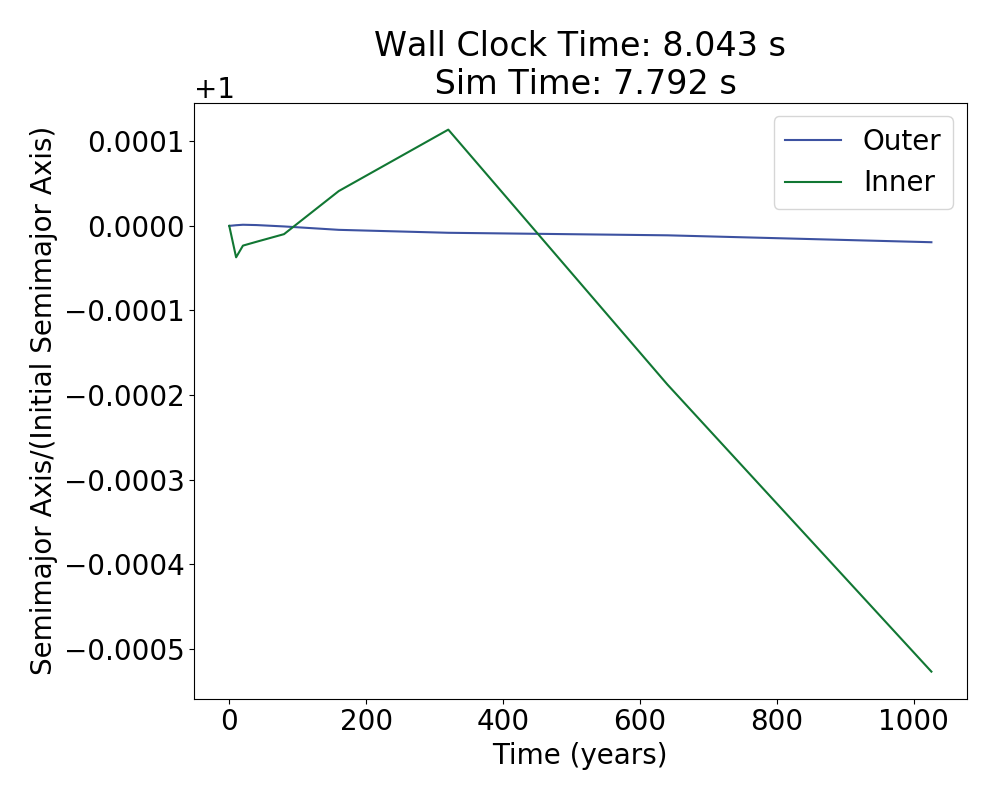 Wall Clock Time: 8.043 s
Sim Time: 7.792 s
+1
Semimajor Axis/(Initial Semimajor Axis)
0.0001
0.0000
−0.0001
−0.0002
−0.0003
−0.0004
−0.0005
Outer
Inner
0 200 400 600 800 1000
Time (years)